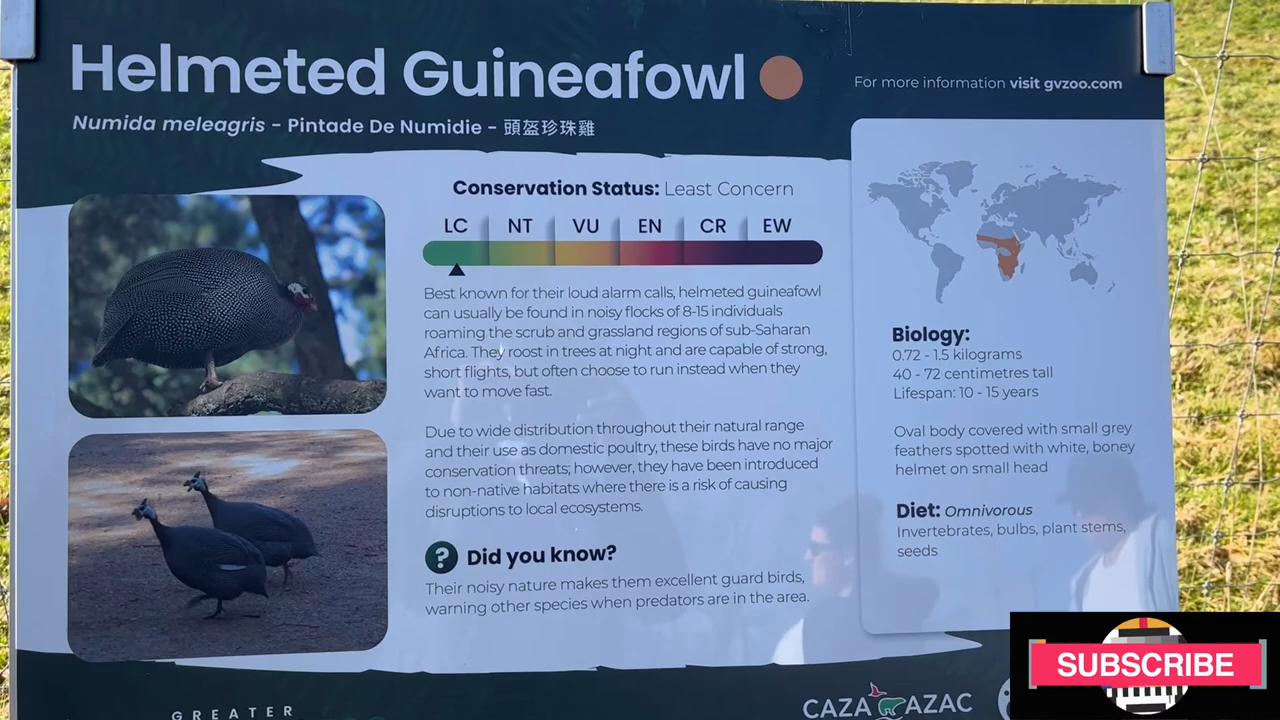 Helmeted Guineafowl
For more information visit gvzoo.com
Numida meleagris - Pintade De Numidie - 頭盔珍珠雞
Conservation Status: Least Concern
LC NT VU EN CR EW
Best known for their loud alarm calls, helmeted guineafowl
can usually be found in noisy flocks of 8-15 individuals
roaming the scrub and grassland regions of sub-Saharan
Africa. They roost in trees at night and are capable of strong,
short flights, but often choose to run instead when they
want to move fast.
Due to wide distribution throughout their natural range
and their use as domestic poultry, these birds have no major
conservation threats; however, they have been introduced
to non-native habitats where there is a risk of causing
disruptions to local ecosystems.
? Did you know?
Their noisy nature makes them excellent guard birds,
warning other species when predators are in the area.
Biology:
0.72 - 1.5 kilograms
40 - 72 centimetres tall
Lifespan: 10 - 15 years
Oval body covered with small grey
feathers spotted with white, boney
helmet on small head
Diet: Omnivorous
Invertebrates, bulbs, plant stems,
seeds
GREATER
CAZA AZAC
SUBSCRIBE